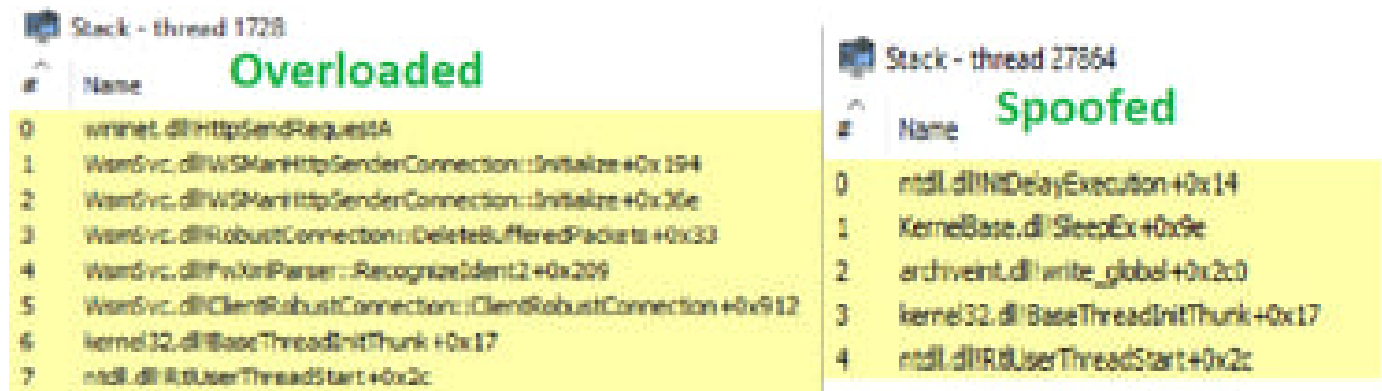 Stack - thread 1728
Overloaded
# Name
0 wininet.dll!HttpSendRequestA
1 WsmSvc.dll!WSManHttpSenderConnection::Initialize+0x194
2 WsmSvc.dll!WSManHttpSenderConnection::Initialize+0x36e
3 WsmSvc.dll!RobustConnection::DeleteBufferedPackets+0x33
4 WsmSvc.dll!FwXmlParser::RecognizeIdent2+0x209
5 WsmSvc.dll!ClientRobustConnection::ClientRobustConnection+0x912
6 kernel32.dll!BaseThreadInitThunk+0x17
7 ntdll.dll!RtlUserThreadStart+0x2c
Stack - thread 27864
Spoofed
# Name
0 ntdll.dll!NtDelayExecution+0x14
1 KernelBase.dll!SleepEx+0x9e
2 archiveint.dll!write_global+0x2c0
3 kernel32.dll!BaseThreadInitThunk+0x17
4 ntdll.dll!RtlUserThreadStart+0x2c